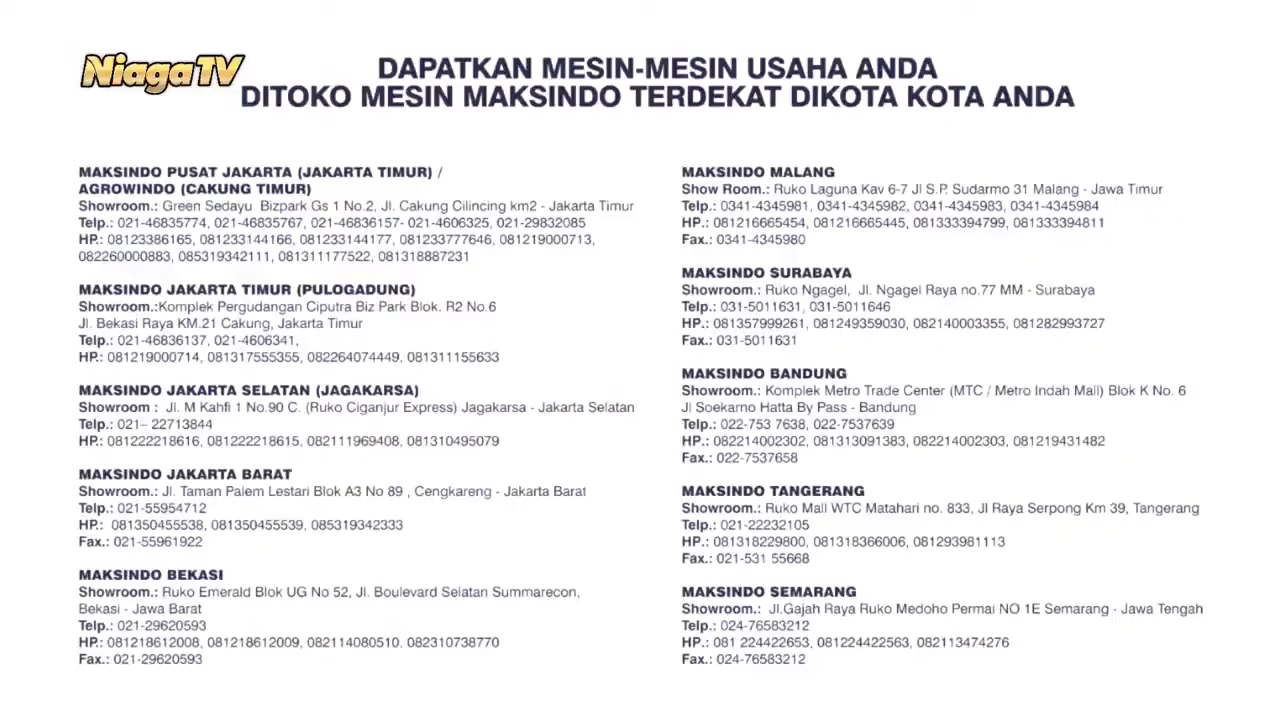 NiagaTV
DAPATKAN MESIN-MESIN USAHA ANDA
DITOKO MESIN MAKSINDO TERDEKAT DIKOTA KOTA ANDA
MAKSINDO PUSAT JAKARTA (JAKARTA TIMUR) /
AGROWINDO (CAKUNG TIMUR)
Showroom.: Green Sedayu Bizpark Gs 1 No.2, Jl. Cakung Cilincing km2 - Jakarta Timur
Telp.: 021-46835774, 021-46835767, 021-46836157- 021-4606325, 021-29832085
HP.: 08123386165, 081233144166, 081233144177, 081233777646, 081219000713,
082260000883, 085319342111, 081311177522, 081318887231
MAKSINDO JAKARTA TIMUR (PULOGADUNG)
Showroom.:Komplek Pergudangan Ciputra Biz Park Blok. R2 No.6
Jl. Bekasi Raya KM.21 Cakung, Jakarta Timur
Telp.: 021-46836137, 021-4606341,
HP.: 081219000714, 081317555355, 082264074449, 081311155633
MAKSINDO JAKARTA SELATAN (JAGAKARSA)
Showroom : Jl. M Kahfi 1 No.90 C. (Ruko Ciganjur Express) Jagakarsa - Jakarta Selatan
Telp.: 021– 22713844
HP.: 081222218616, 081222218615, 082111969408, 081310495079
MAKSINDO JAKARTA BARAT
Showroom.: Jl. Taman Palem Lestari Blok A3 No 89 , Cengkareng - Jakarta Barat
Telp.: 021-55954712
HP.: 081350455538, 081350455539, 085319342333
Fax.: 021-55961922
MAKSINDO BEKASI
Showroom.: Ruko Emerald Blok UG No 52, Jl. Boulevard Selatan Summarecon,
Bekasi - Jawa Barat
Telp.: 021-29620593
HP.: 081218612008, 081218612009, 082114080510, 082310738770
Fax.: 021-29620593
MAKSINDO MALANG
Show Room.: Ruko Laguna Kav 6-7 Jl S.P. Sudarmo 31 Malang - Jawa Timur
Telp.: 0341-4345981, 0341-4345982, 0341-4345983, 0341-4345984
HP.: 081216665454, 081216665445, 081333394799, 081333394811
Fax.: 0341-4345980
MAKSINDO SURABAYA
Showroom.: Ruko Ngagel, Jl. Ngagel Raya no.77 MM - Surabaya
Telp.: 031-5011631, 031-5011646
HP.: 081357999261, 081249359030, 082140003355, 081282993727
Fax.: 031-5011631
MAKSINDO BANDUNG
Showroom.: Komplek Metro Trade Center (MTC / Metro Indah Mall) Blok K No. 6
Jl Soekarno Hatta By Pass - Bandung
Telp.: 022-753 7638, 022-7537639
HP.: 082214002302, 081313091383, 082214002303, 081219431482
Fax.: 022-7537658
MAKSINDO TANGERANG
Showroom.: Ruko Mall WTC Matahari no. 833, Jl Raya Serpong Km 39, Tangerang
Telp.: 021-22232105
HP.: 081318229800, 081318366006, 081293981113
Fax.: 021-531 55668
MAKSINDO SEMARANG
Showroom.: Jl.Gajah Raya Ruko Medoho Permai NO 1E Semarang - Jawa Tengah
Telp.: 024-76583212
HP.: 081 224422653, 081224422563, 082113474276
Fax.: 024-76583212